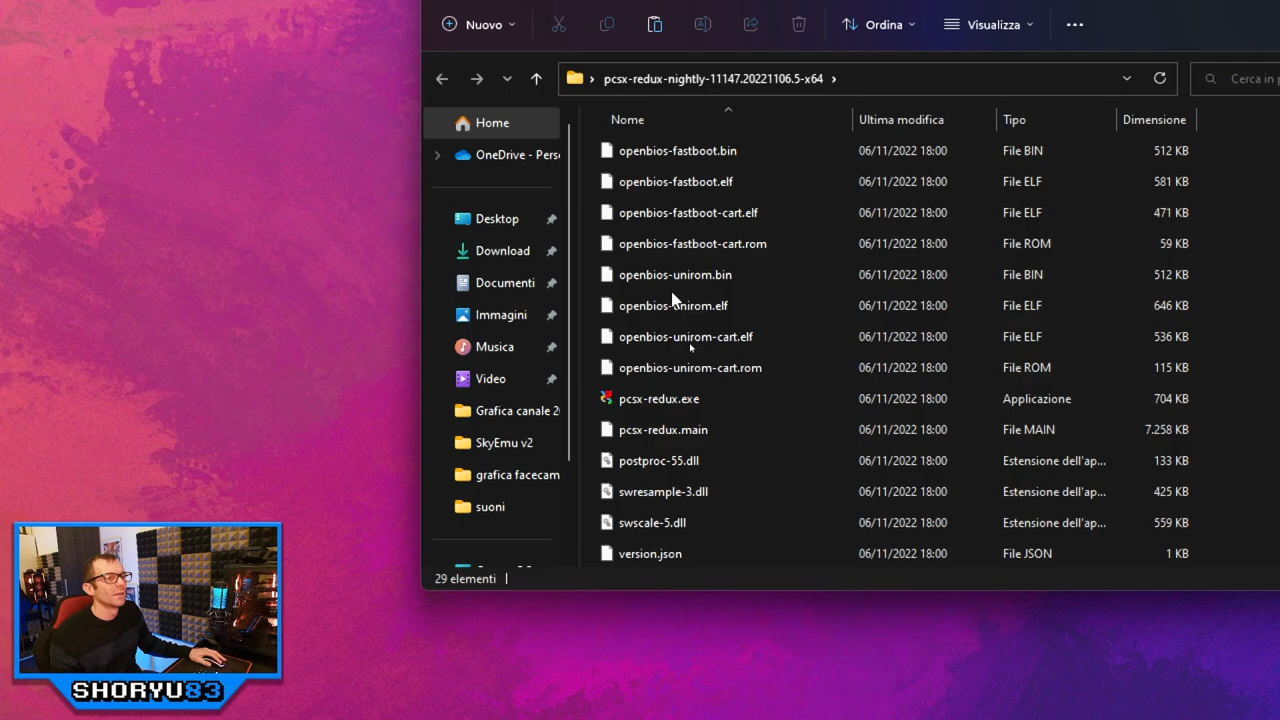 Nuovo
Ordina
Visualizza
pcsx-redux-nightly-11147.20221106.5-x64
Cerca in p
Nome Ultima modifica Tipo Dimensione
Home
OneDrive - Perso
Desktop
Download
Documenti
Immagini
Musica
Video
Grafica canale 20
SkyEmu v2
grafica facecam
suoni
openbios-fastboot.bin 06/11/2022 18:00 File BIN 512 KB
openbios-fastboot.elf 06/11/2022 18:00 File ELF 581 KB
openbios-fastboot-cart.elf 06/11/2022 18:00 File ELF 471 KB
openbios-fastboot-cart.rom 06/11/2022 18:00 File ROM 59 KB
openbios-unirom.bin 06/11/2022 18:00 File BIN 512 KB
openbios-unirom.elf 06/11/2022 18:00 File ELF 646 KB
openbios-unirom-cart.elf 06/11/2022 18:00 File ELF 536 KB
openbios-unirom-cart.rom 06/11/2022 18:00 File ROM 115 KB
pcsx-redux.exe 06/11/2022 18:00 Applicazione 704 KB
pcsx-redux.main 06/11/2022 18:00 File MAIN 7.258 KB
postproc-55.dll 06/11/2022 18:00 Estensione dell'ap... 133 KB
swresample-3.dll 06/11/2022 18:00 Estensione dell'ap... 425 KB
swscale-5.dll 06/11/2022 18:00 Estensione dell'ap... 559 KB
version.json 06/11/2022 18:00 File JSON 1 KB
29 elementi
SHORYU83